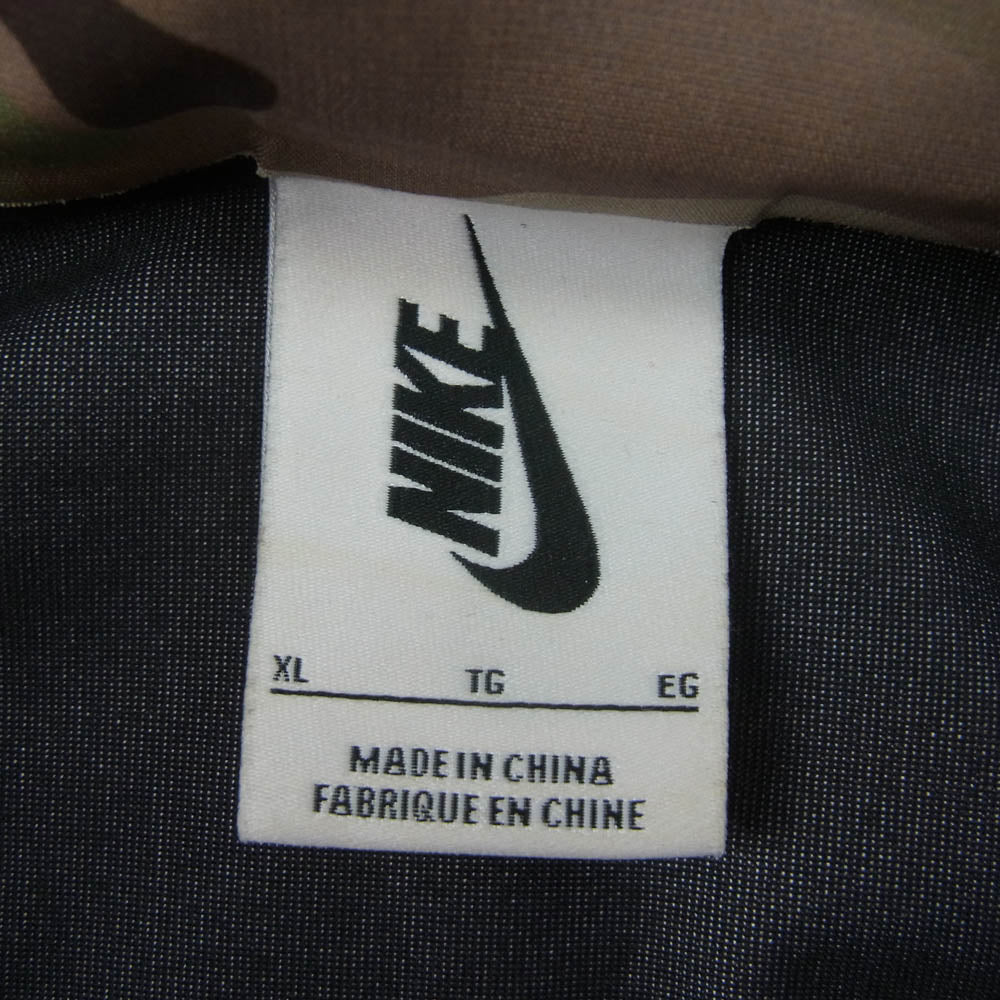 NIKE
XL TG EG
MADE IN CHINA
FABRIQUE EN CHINE